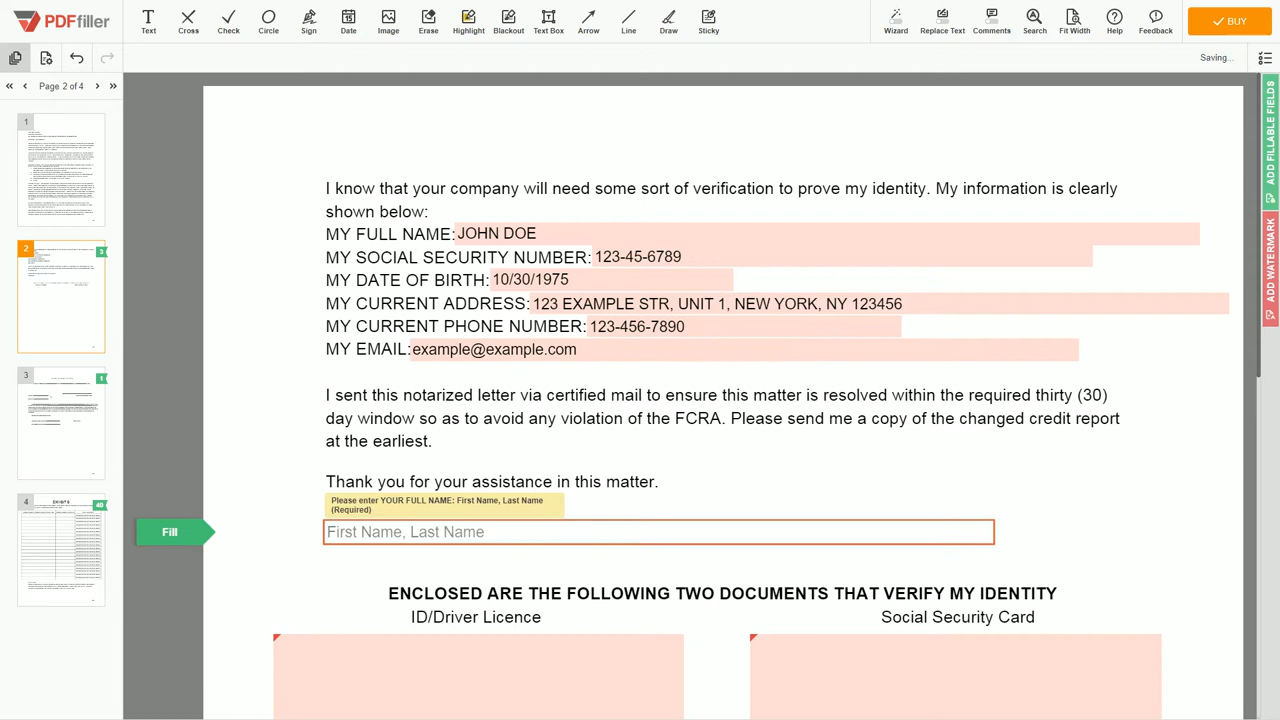 PDFfiller
Text
Cross
Check
Circle
Sign
Date
Image
Erase
Highlight
Blackout
Text Box
Arrow
Line
Draw
Sticky
Wizard
Replace Text
Comments
Search
Fit Width
Help
Feedback
BUY
Saving...
Page 2 of 4
1
2
3
3
1
4
40
EXHIBIT B
ADD FILLABLE FIELDS
ADD WATERMARK
I know that your company will need some sort of verification to prove my identity. My information is clearly
shown below:
MY FULL NAME: JOHN DOE
MY SOCIAL SECURITY NUMBER: 123-45-6789
MY DATE OF BIRTH: 10/30/1975
MY CURRENT ADDRESS: 123 EXAMPLE STR, UNIT 1, NEW YORK, NY 123456
MY CURRENT PHONE NUMBER: 123-456-7890
MY EMAIL: example@example.com
I sent this notarized letter via certified mail to ensure thismatter is resolved within the required thirty (30)
day window so as to avoid any violation of the FCRA. Please send me a copy of the changed credit report
at the earliest.
Thank you for your assistance in this matter.
Please enter YOUR FULL NAME: First Name, Last Name
(Required)
Fill
First Name, Last Name
ENCLOSED ARE THE FOLLOWING TWO DOCUMENTS THAT VERIFY MY IDENTITY
ID/Driver Licence
Social Security Card